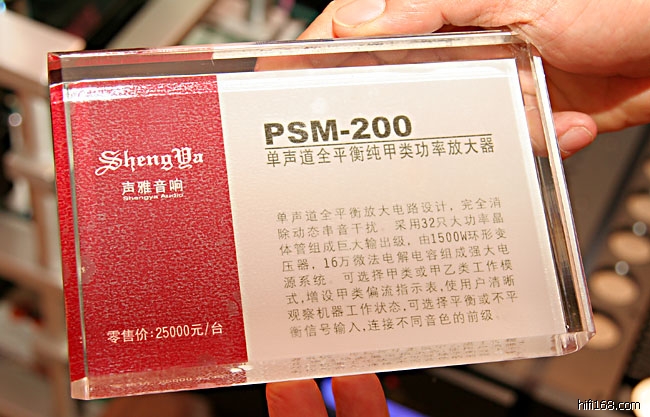 ShengYa
声雅音响
Shengya Audio
零售价:25000元/台
PSM-200
单声道全平衡纯甲类功率放大器
单声道全平衡放大电路设计，完全消
除动态串音干扰。采用32只大功率晶
体管组成巨大输出级，由1500W环形变
压器，16万微法电解电容组成强大电
源系统。可选择甲类或甲乙类工作模
式,增设甲类偏流指示表,使用户清晰
观察机器工作状态,可选择平衡或不平
衡信号输入,连接不同音色的前级.
hifi168.com